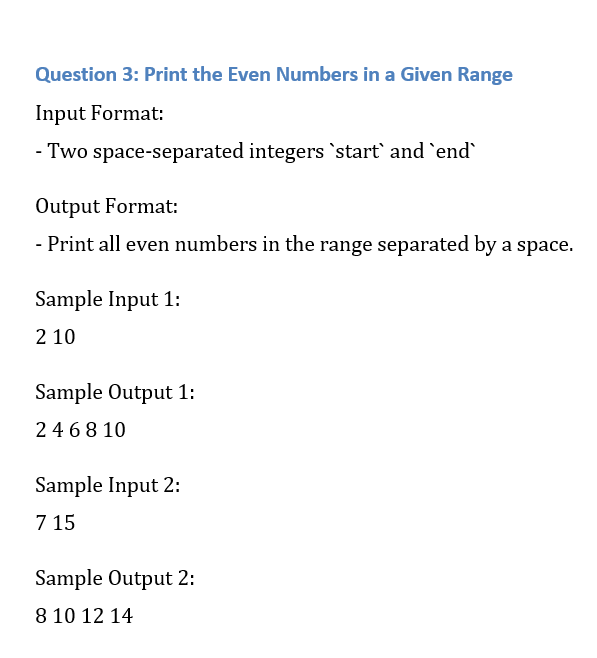 Question 3: Print the Even Numbers in a Given Range
Input Format:
- Two space-separated integers `start` and `end`
Output Format:
- Print all even numbers in the range separated by a space.
Sample Input 1:
2 10
Sample Output 1:
2 4 6 8 10
Sample Input 2:
7 15
Sample Output 2:
8 10 12 14